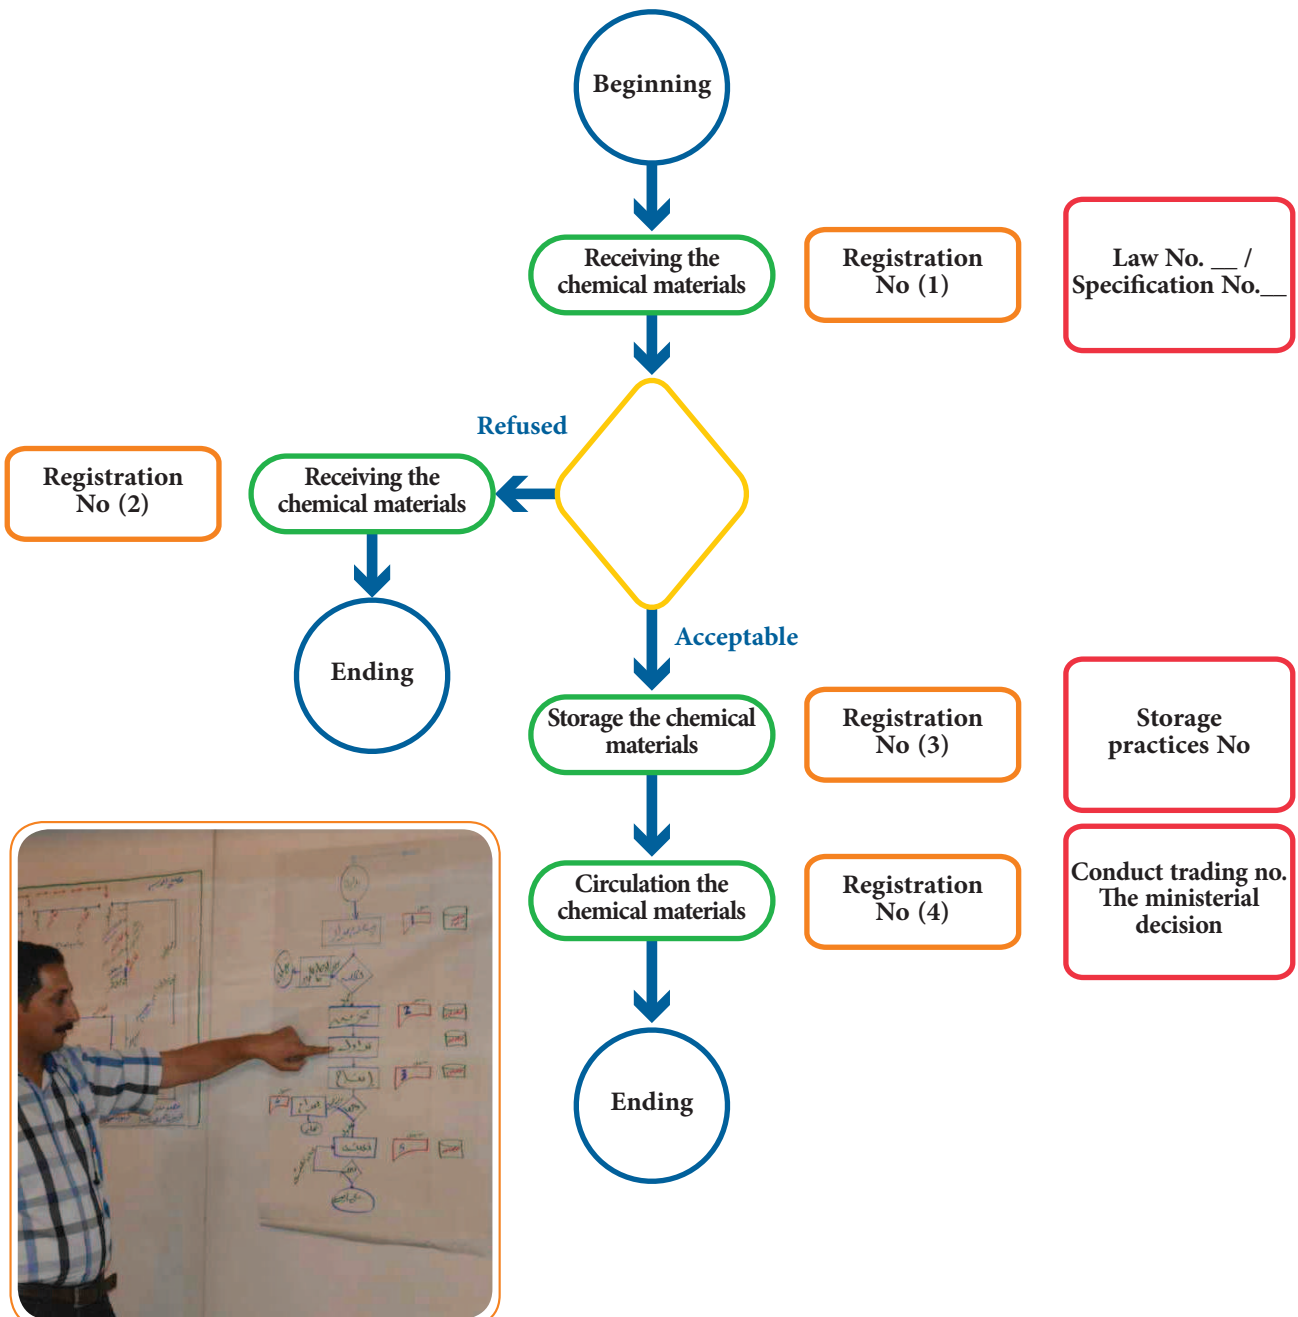 Beginning
Receiving the
chemical materials
Registration
No (1)
Law No. __ /
Specification No.__
Refused
Registration
No (2)
Receiving the
chemical materials
Ending
Acceptable
Storage the chemical
materials
Registration
No (3)
Storage
practices No
Circulation the
chemical materials
Registration
No (4)
Conduct trading no.
The ministerial
decision
Ending